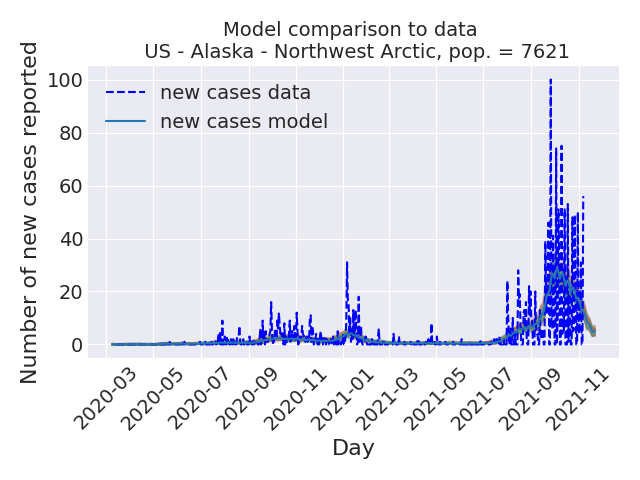 Model comparison to data
US - Alaska - Northwest Arctic, pop. = 7621
Number of new cases reported
100
80
60
40
20
0
new cases data
new cases model
2020-03
2020-05
2020-07
2020-09
2020-11
2021-01
2021-03
2021-05
2021-07
2021-09
2021-11
Day